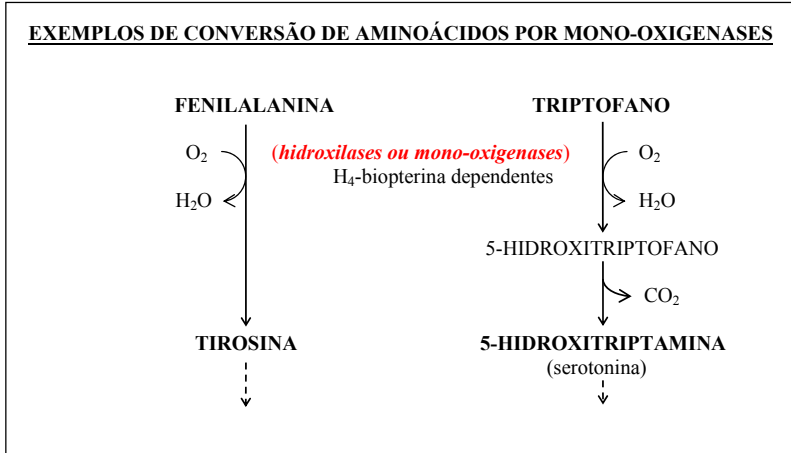 EXEMPLOS DE CONVERSÃO DE AMINOÁCIDOS POR MONO-OXIGENASES
FENILALANINA TRIPTOFANO
O₂ (hidroxilases ou mono-oxigenases) O₂
H₄-biopterina dependentes
H₂O H₂O
5-HIDROXITRIPTOFANO
CO₂
TIROSINA 5-HIDROXITRIPTAMINA
(serotonina)